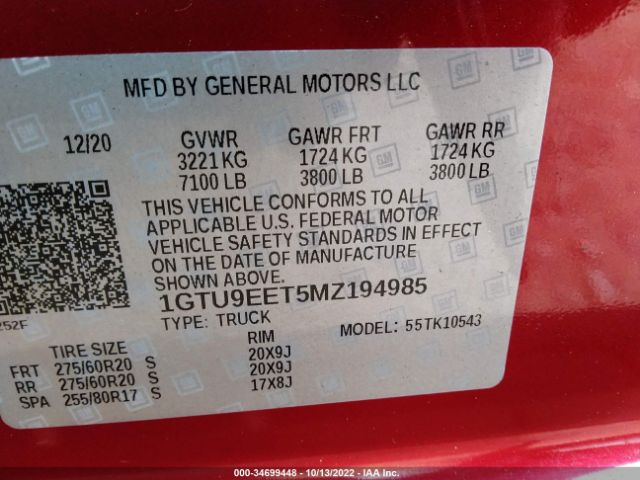 MFD BY GENERAL MOTORS LLC
12/20 GVWR GAWR FRT GAWR RR
3221 KG 1724 KG 1724 KG
7100 LB 3800 LB 3800 LB
THIS VEHICLE CONFORMS TO ALL
APPLICABLE U.S. FEDERAL MOTOR
VEHICLE SAFETY STANDARDS IN EFFECT
ON THE DATE OF MANUFACTURE
SHOWN ABOVE.
1GTU9EET5MZ194985
252F
TYPE: TRUCK MODEL: 55TK10543
TIRE SIZE RIM
FRT 275/60R20 S 20X9J
RR 275/60R20 S 20X9J
SPA 255/80R17 S 17X8J
GM
000-34699448 - 10/13/2022 - IAA Inc.